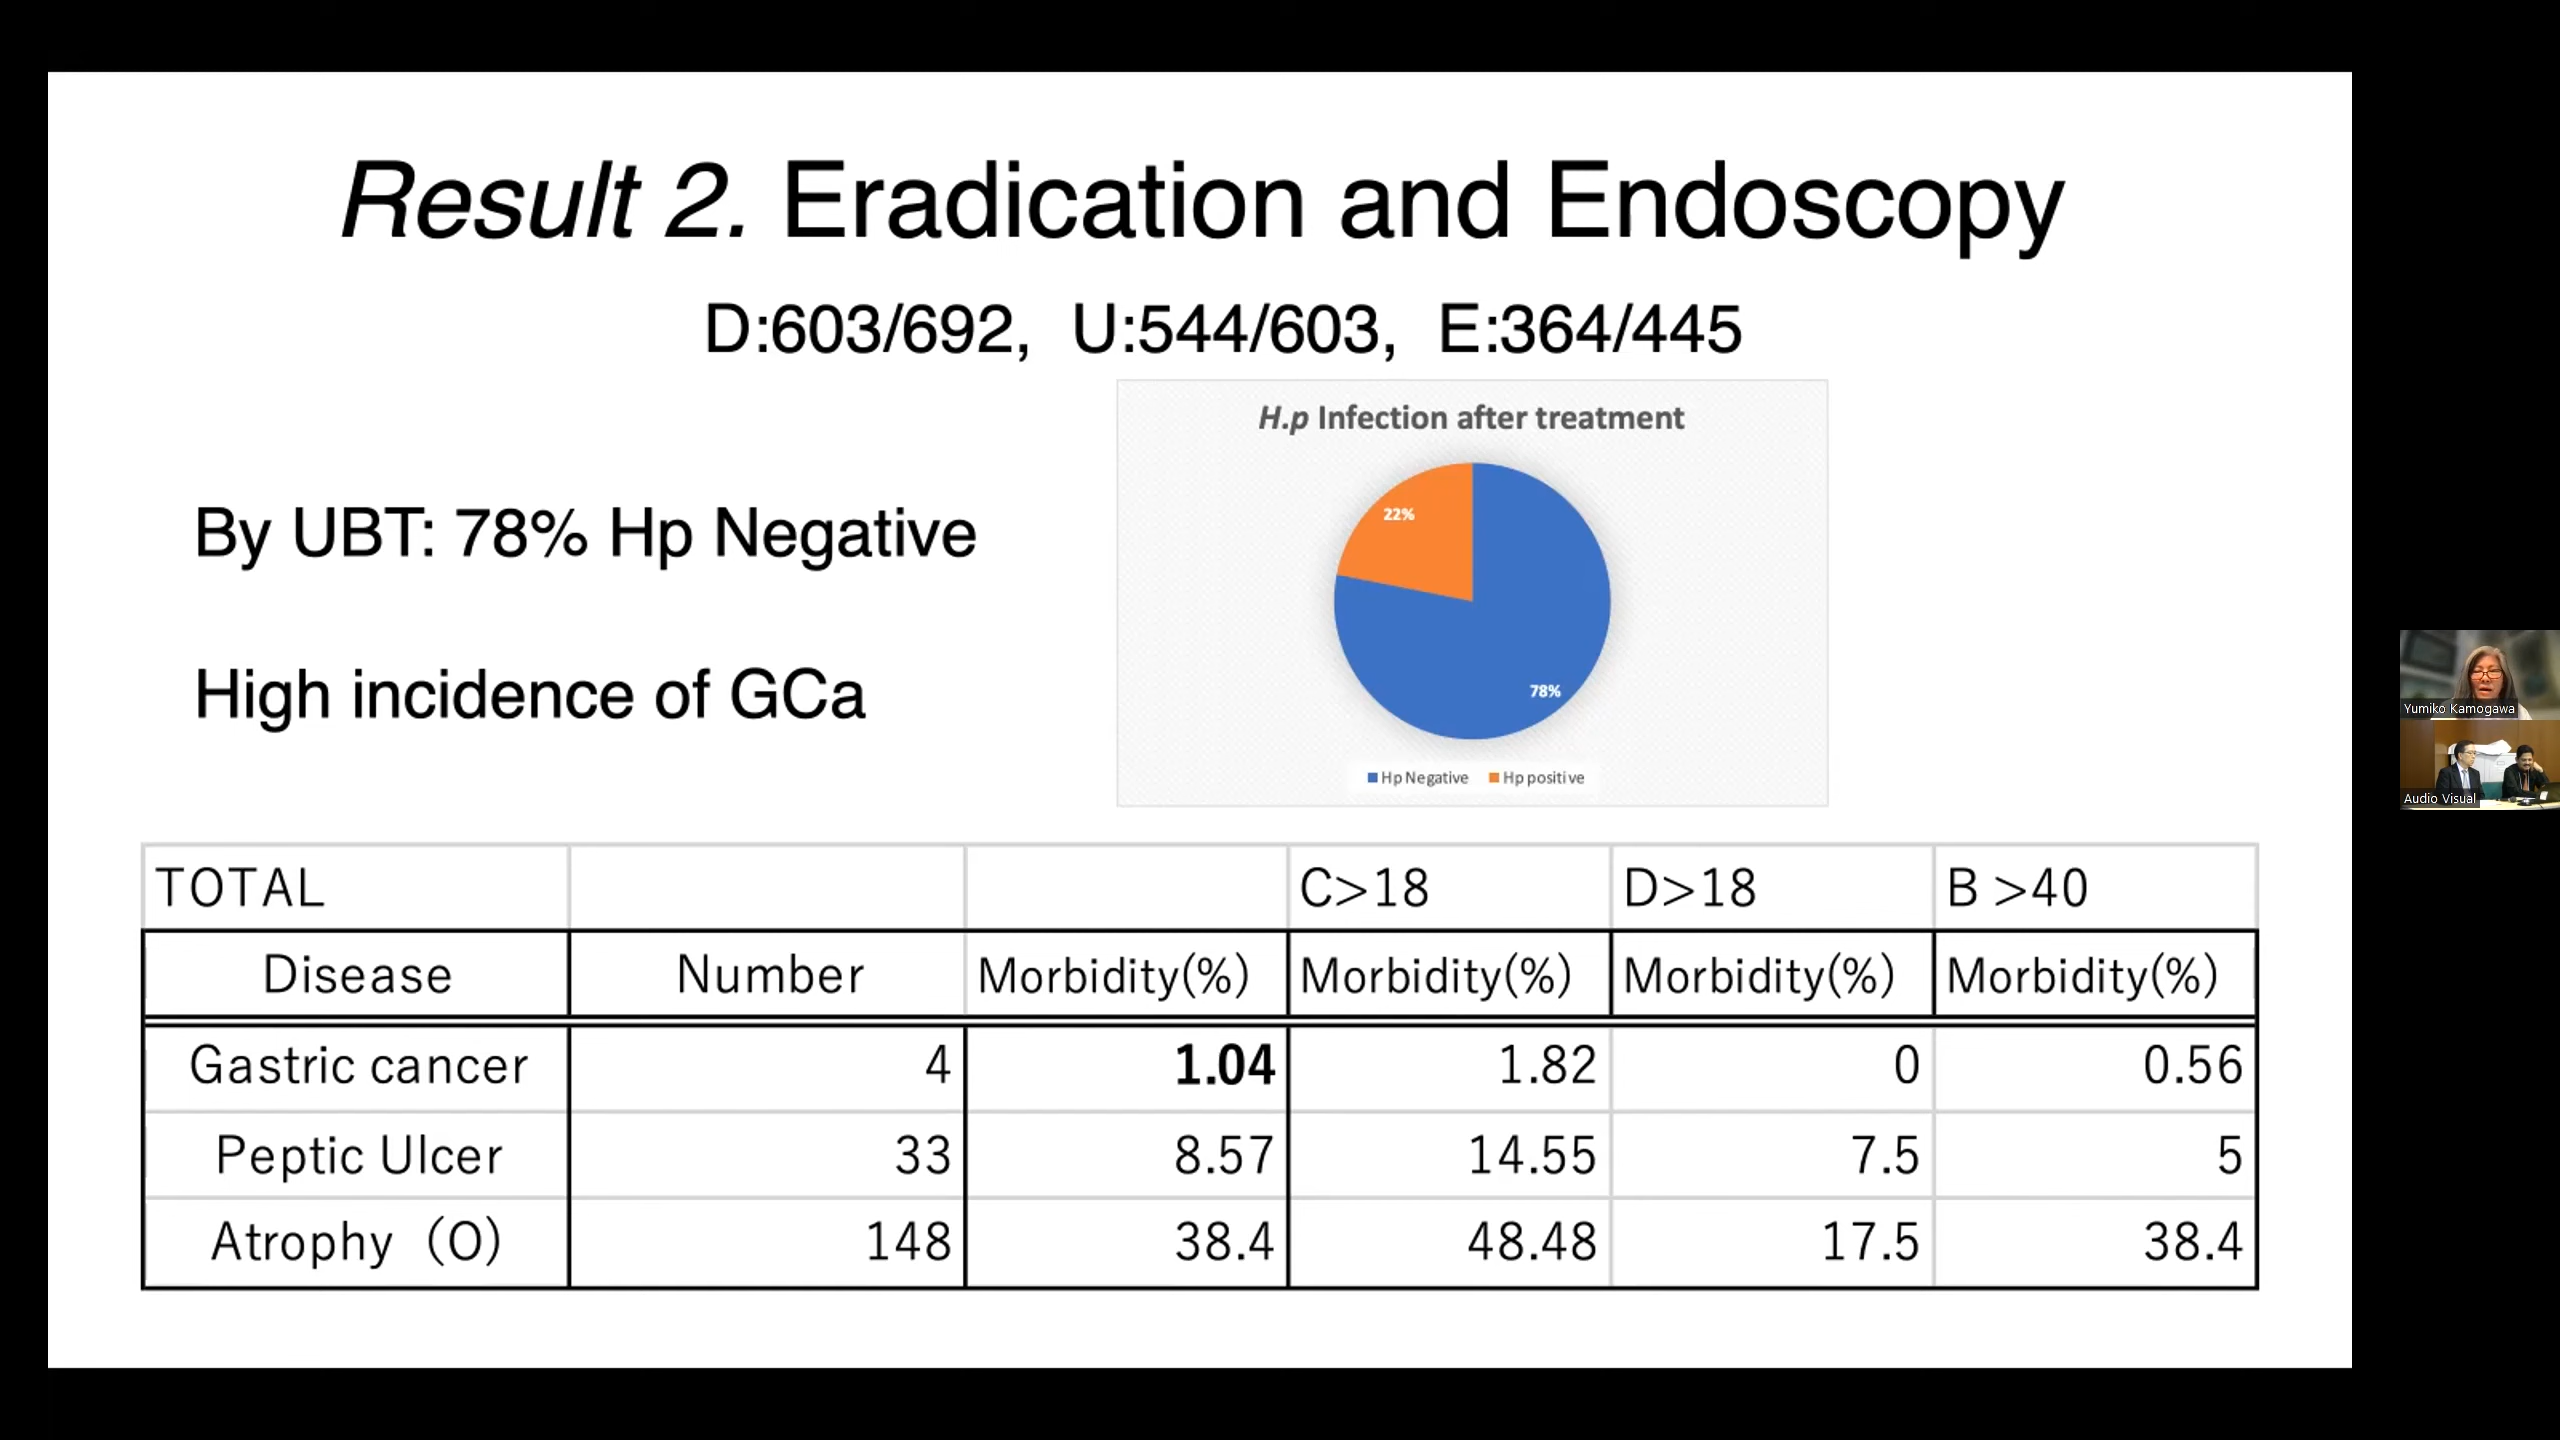 Result 2. Eradication and Endoscopy
D:603/692, U:544/603, E:364/445
By UBT: 78% Hp Negative
High incidence of GCa
H.p Infection after treatment
22%
78%
Hp Negative Hp positive
TOTAL C>18 D>18 B >40
Disease Number Morbidity(%) Morbidity(%) Morbidity(%) Morbidity(%)
Gastric cancer 4 1.04 1.82 0 0.56
Peptic Ulcer 33 8.57 14.55 7.5 5
Atrophy（O） 148 38.4 48.48 17.5 38.4
Yumiko Kamogawa
Audio Visual